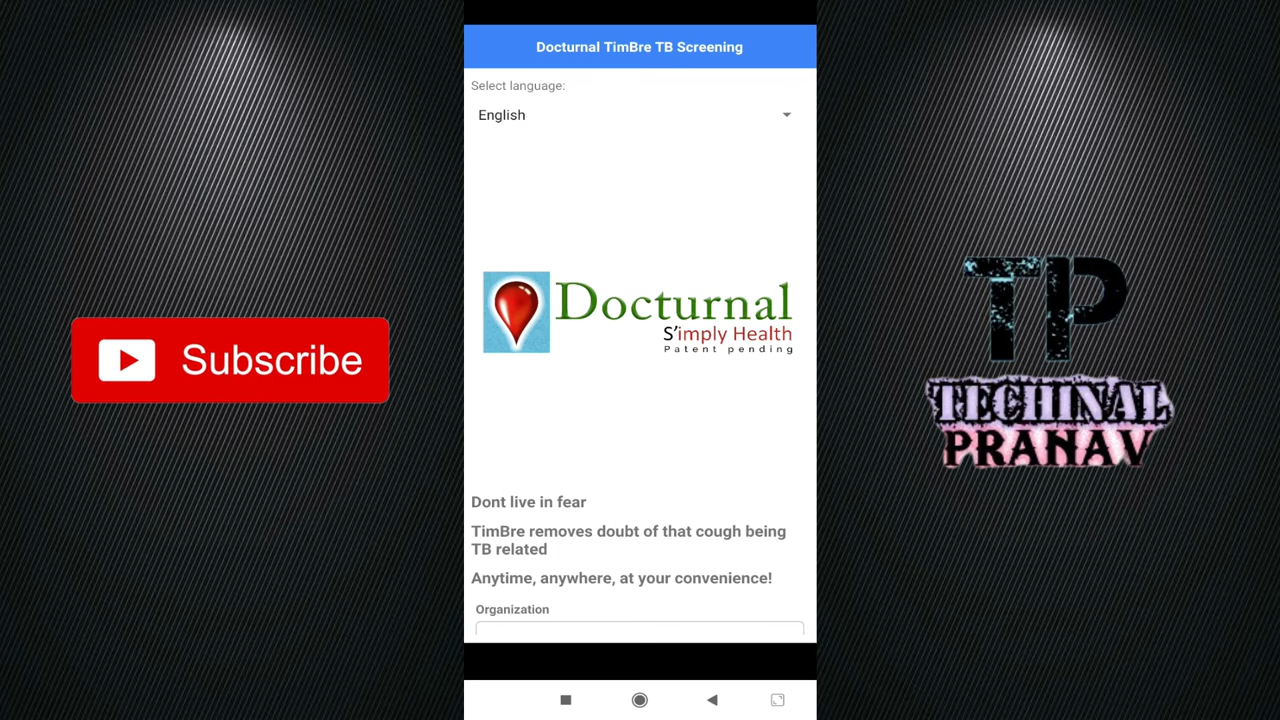 Docturnal TimBre TB Screening
Select language:
English
Docturnal
S'imply Health
Patent pending
Subscribe
TP
TECHINAL
PRANAV
Dont live in fear
TimBre removes doubt of that cough being
TB related
Anytime, anywhere, at your convenience!
Organization